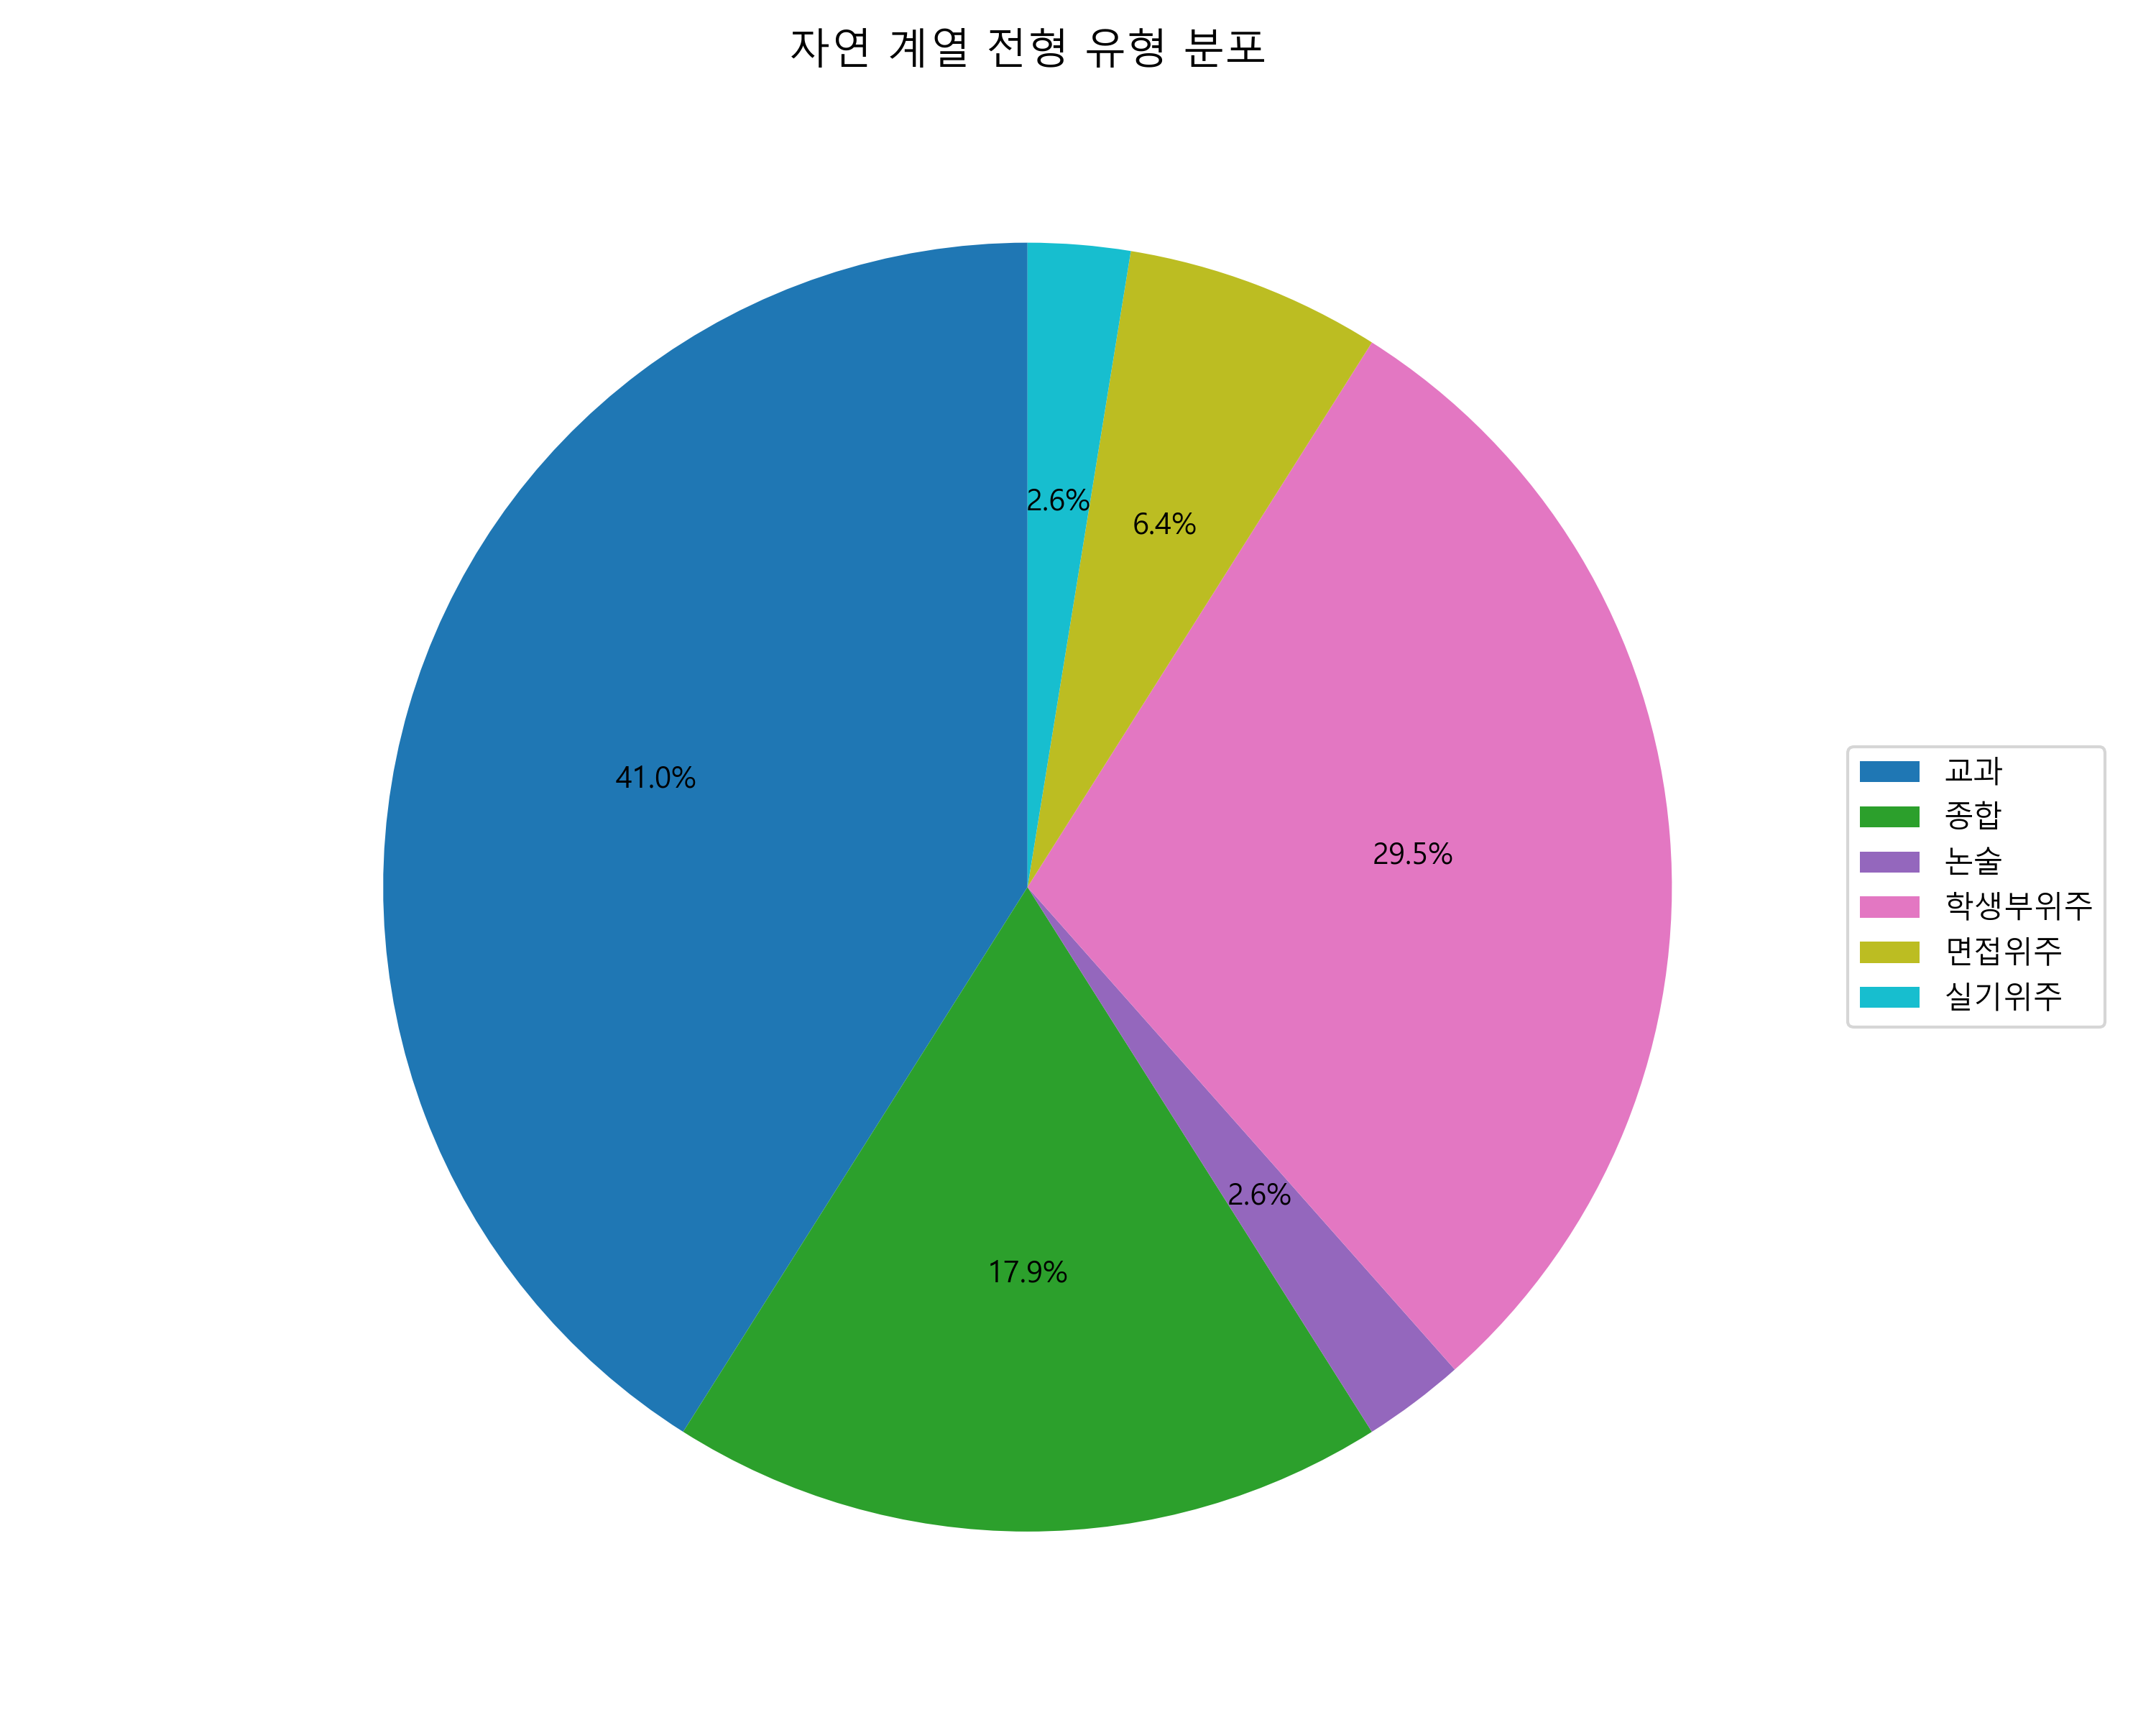 자연 계열 전형 유형 분포
2.6%
6.4%
41.0%
29.5%
2.6%
17.9%
교과
종합
논술
학생부위주
면접위주
실기위주